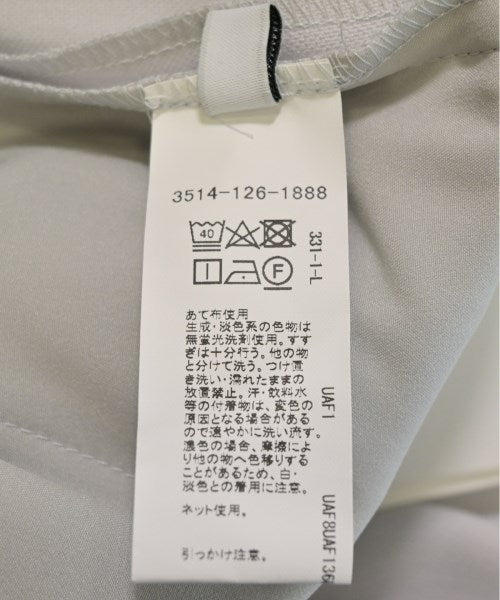 3514-126-1888
40
F
331-1-L
あて布使用
生成・淡色系の色物は
無蛍光洗剤使用。すす
ぎは十分行う。他の物
と分けて洗う。つけ置
き洗い・濡れたままの
放置禁止。汗・飲料水
等の付着物は、変色の
原因となる場合がある
ので速やかに洗い流す。
濃色の場合、摩擦によ
り他の物へ色移りする
ことがあるため、白・
淡色との着用に注意。
ネット使用。
引っかけ注意。
UAF1
UAF8UAF136